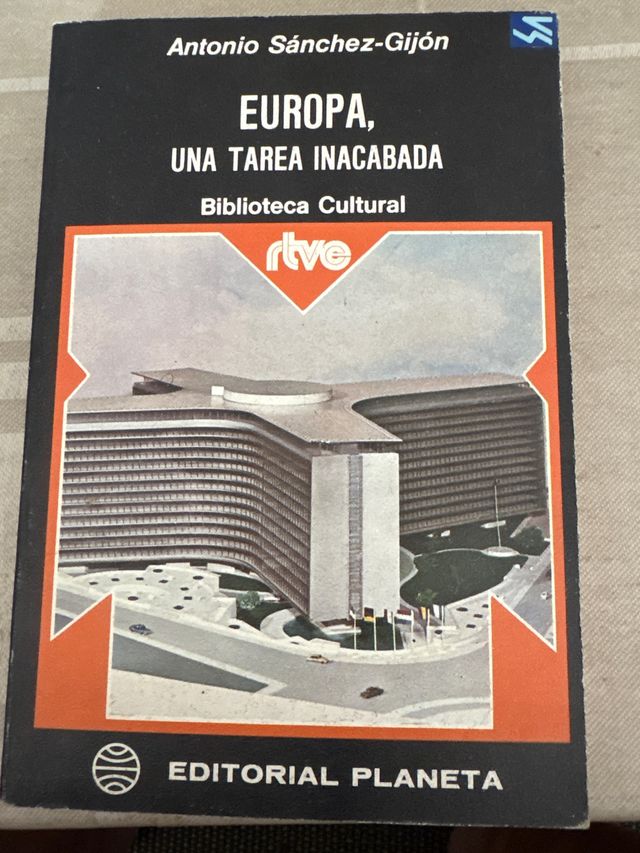 Antonio Sánchez-Gijón
EUROPA,
UNA TAREA INACABADA
Biblioteca Cultural
rtve
EDITORIAL PLANETA